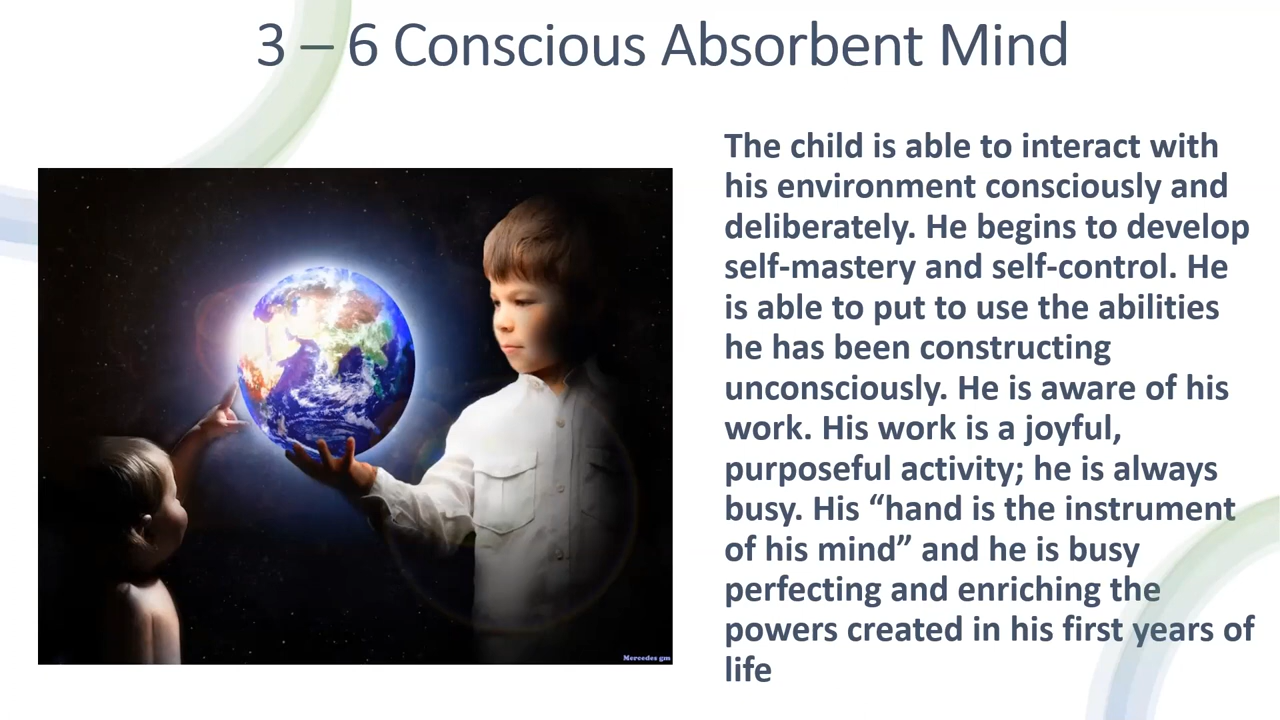 3 – 6 Conscious Absorbent Mind
The child is able to interact with
his environment consciously and
deliberately. He begins to develop
self-mastery and self-control. He
is able to put to use the abilities
he has been constructing
unconsciously. He is aware of his
work. His work is a joyful,
purposeful activity; he is always
busy. His “hand is the instrument
of his mind” and he is busy
perfecting and enriching the
powers created in his first years of
life
Mercedes gm